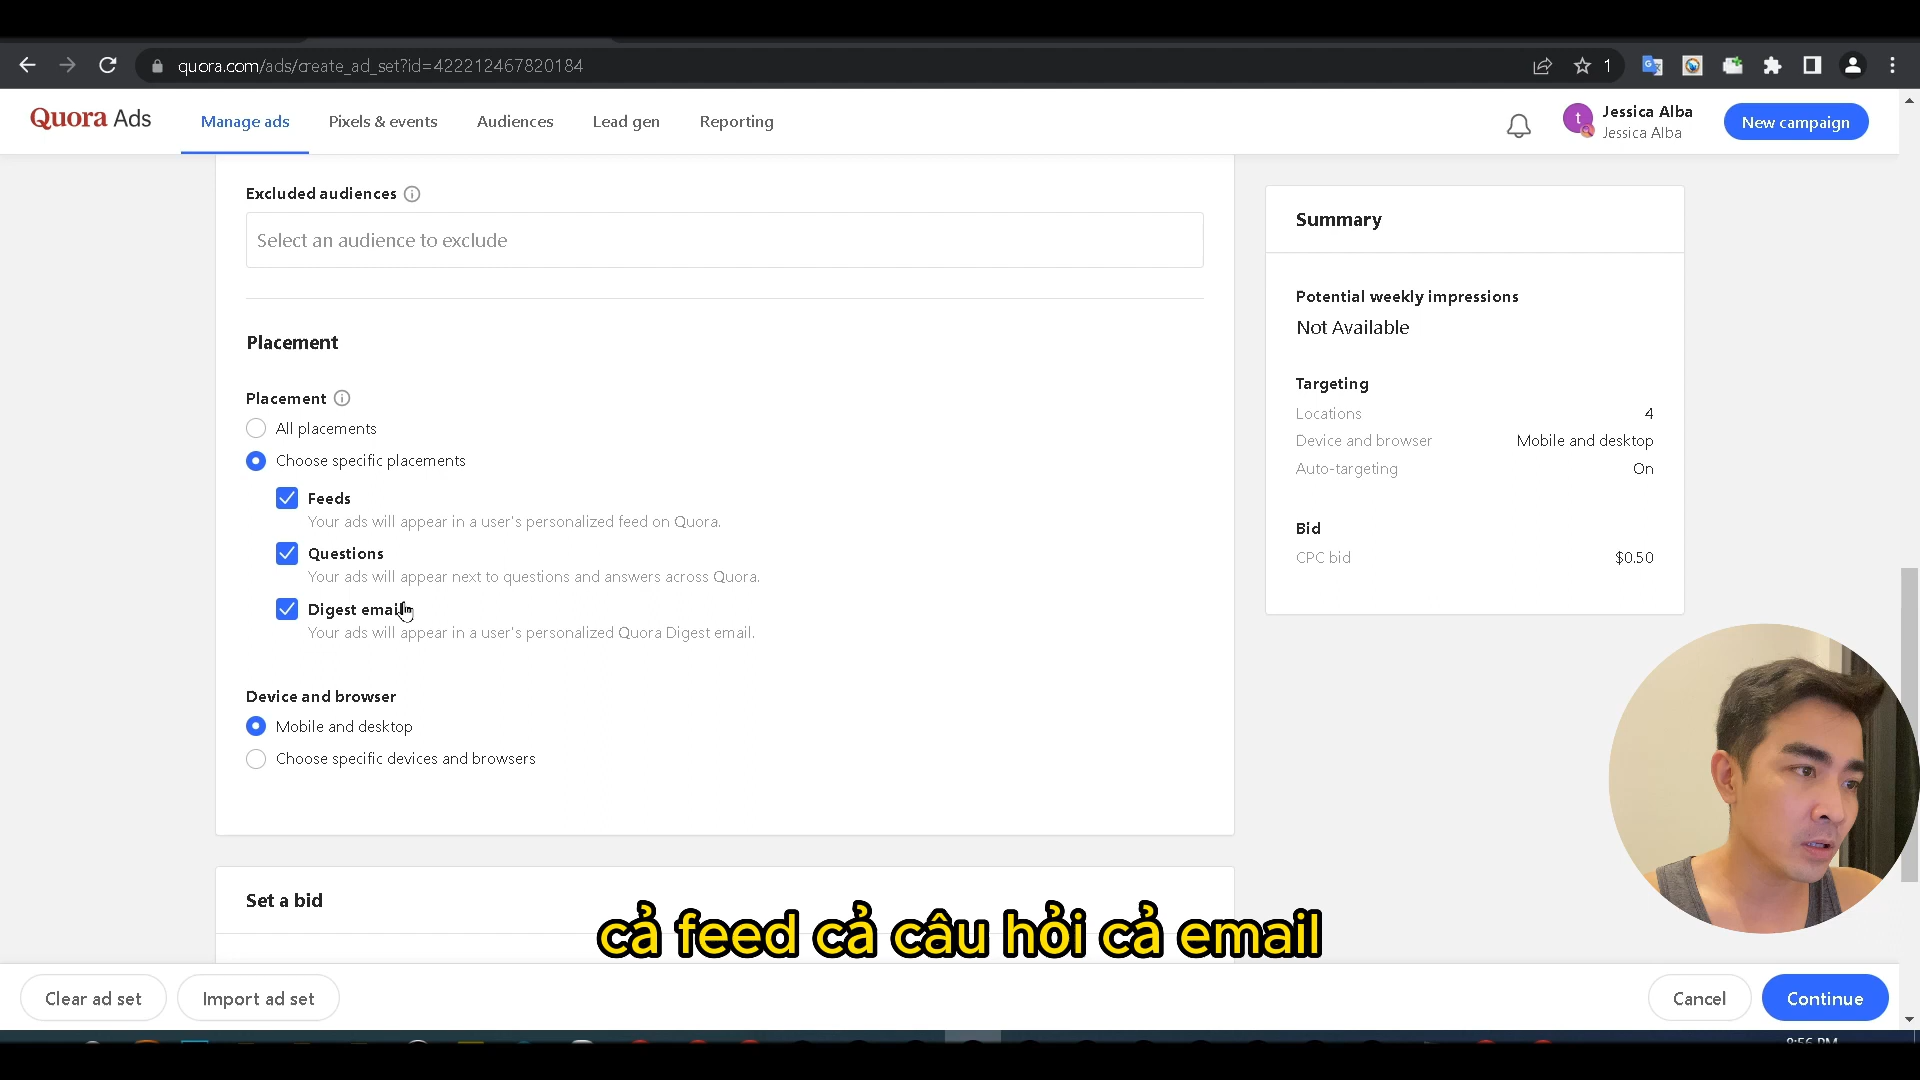 quora.com/ads/create_ad_set?id=422212467820184
1
Quora Ads
Manage ads
Pixels & events
Audiences
Lead gen
Reporting
t
Jessica Alba
Jessica Alba
New campaign
Excluded audiences
Select an audience to exclude
Placement
Placement
All placements
Choose specific placements
Feeds
Your ads will appear in a user's personalized feed on Quora.
Questions
Your ads will appear next to questions and answers across Quora.
Digest emails
Your ads will appear in a user's personalized Quora Digest email.
Device and browser
Mobile and desktop
Choose specific devices and browsers
Set a bid
Summary
Potential weekly impressions
Not Available
Targeting
Locations 4
Device and browser Mobile and desktop
Auto-targeting On
Bid
CPC bid $0.50
cả feed cả câu hỏi cả email
Clear ad set
Import ad set
Cancel
Continue
8:56 PM